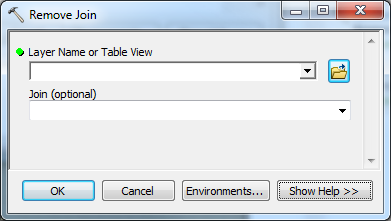 Remove Join
Layer Name or Table View
Join (optional)
OK
Cancel
Environments...
Show Help >>